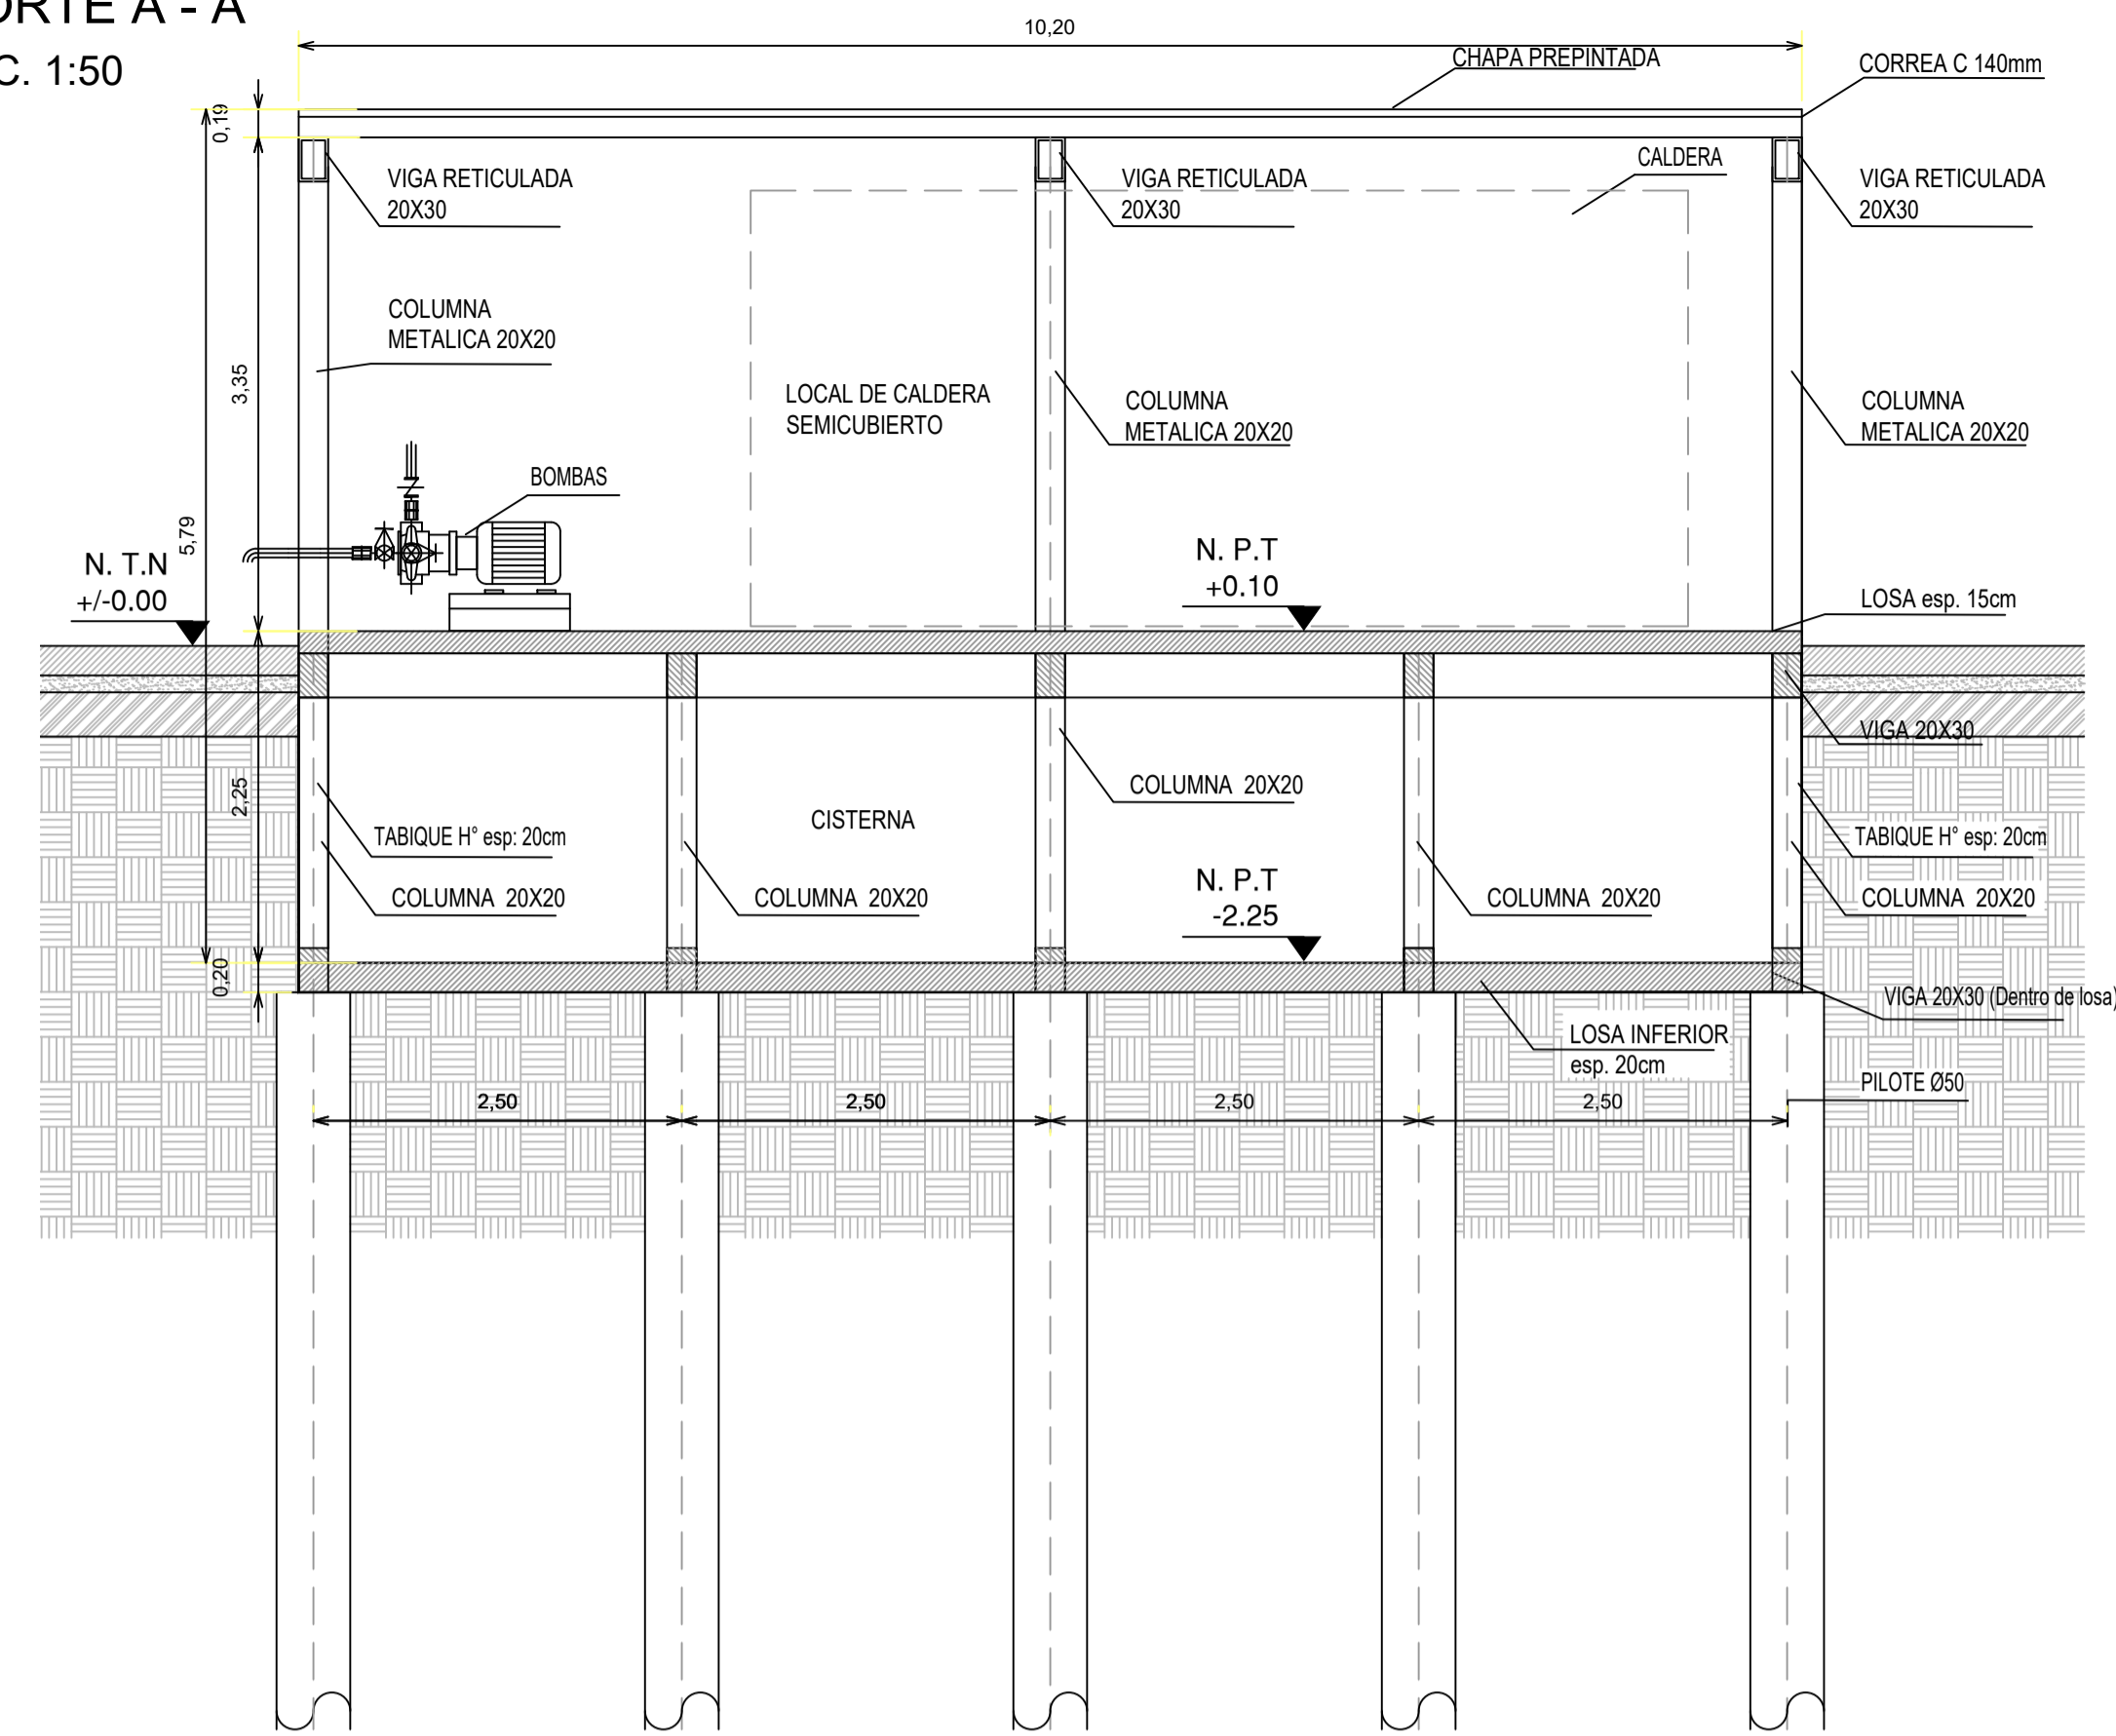 ORTE A - A
C. 1:50
10,20
CHAPA PREPINTADA
CORREA C 140mm
0,19
VIGA RETICULADA
20X30
VIGA RETICULADA
20X30
CALDERA
VIGA RETICULADA
20X30
COLUMNA
METALICA 20X20
3,35
LOCAL DE CALDERA
SEMICUBIERTO
COLUMNA
METALICA 20X20
COLUMNA
METALICA 20X20
BOMBAS
5,79
N. T.N
+/-0.00
N. P.T
+0.10
LOSA esp. 15cm
VIGA 20X30
2,25
COLUMNA 20X20
CISTERNA
TABIQUE H° esp: 20cm
TABIQUE H° esp: 20cm
COLUMNA 20X20
COLUMNA 20X20
N. P.T
-2.25
COLUMNA 20X20
COLUMNA 20X20
0,20
VIGA 20X30 (Dentro de losa)
LOSA INFERIOR
esp. 20cm
PILOTE Ø50
2,50
2,50
2,50
2,50